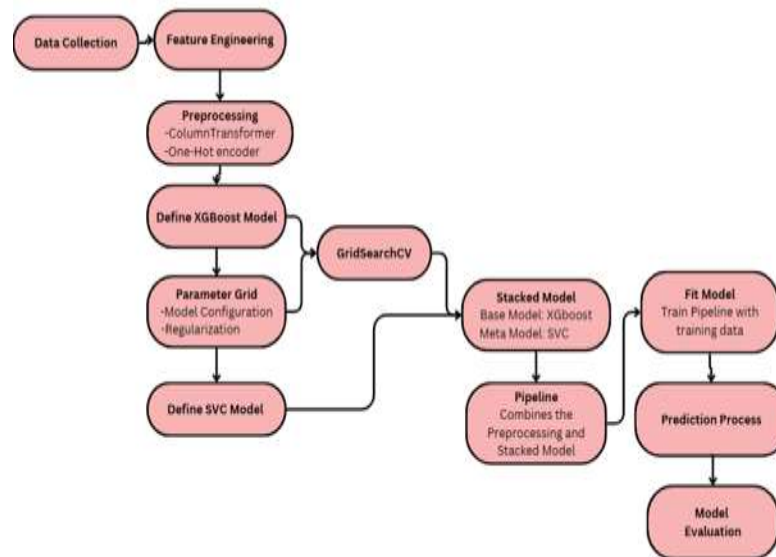 Data Collection
Feature Engineering
Preprocessing
-ColumnTransformer
-One-Hot encoder
Define XGBoost Model
GridSearchCV
Parameter Grid
-Model Configuration
-Regularization
Define SVC Model
Stacked Model
Base Model: XGboost
Meta Model: SVC
Pipeline
Combines the
Preprocessing and
Stacked Model
Fit Model
Train Pipeline with
training data
Prediction Process
Model
Evaluation